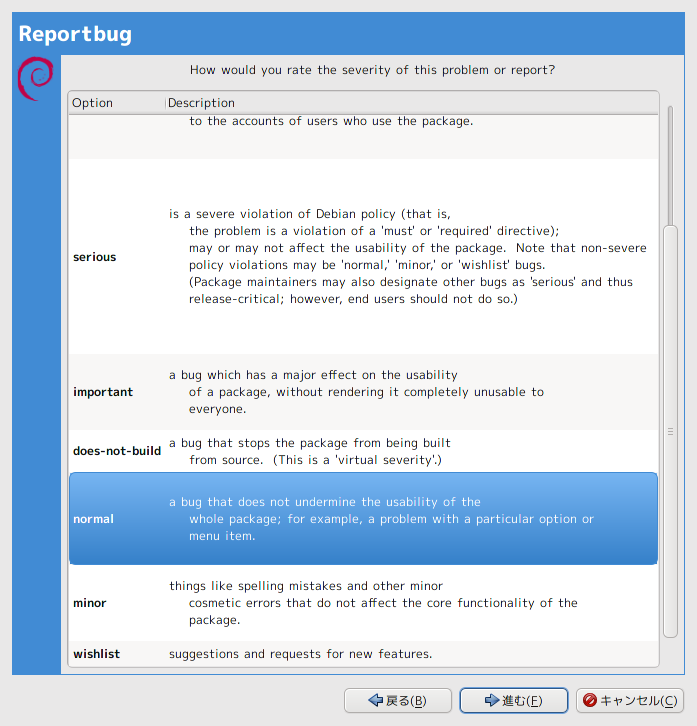 Reportbug
How would you rate the severity of this problem or report?
Option Description
to the accounts of users who use the package.
is a severe violation of Debian policy (that is,
the problem is a violation of a 'must' or 'required' directive);
may or may not affect the usability of the package.  Note that non-severe
serious
policy violations may be 'normal,' 'minor,' or 'wishlist' bugs.
(Package maintainers may also designate other bugs as 'serious' and thus
release-critical; however, end users should not do so.)
a bug which has a major effect on the usability
important of a package, without rendering it completely unusable to
everyone.
does-not-build a bug that stops the package from being built
from source.  (This is a 'virtual severity'.)
a bug that does not undermine the usability of the
normal whole package; for example, a problem with a particular option or
menu item.
things like spelling mistakes and other minor
minor cosmetic errors that do not affect the core functionality of the
package.
wishlist suggestions and requests for new features.
戻る(B) 進む(F) キャンセル(C)